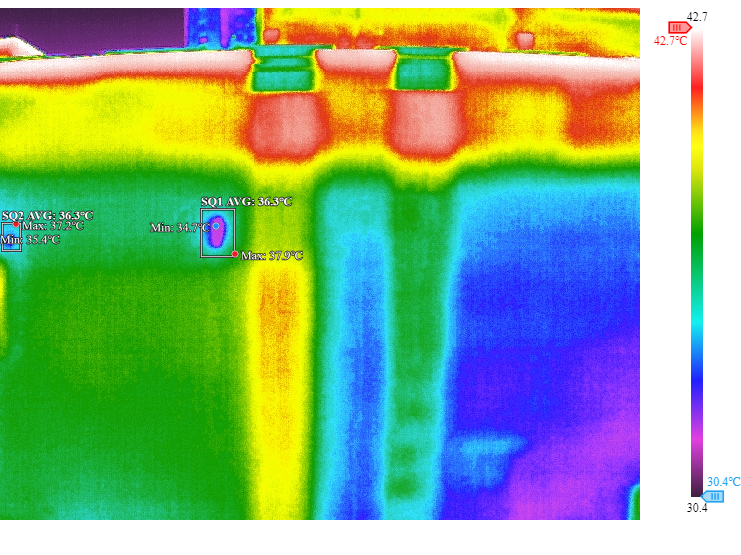 42.7
42.7℃
SQ1 AVG: 36.3℃
SQ2 AVG: 36.3℃
Max: 37.2℃
Min: 34.7℃
Min: 35.4℃
Max: 37.9℃
30.4℃
30.4